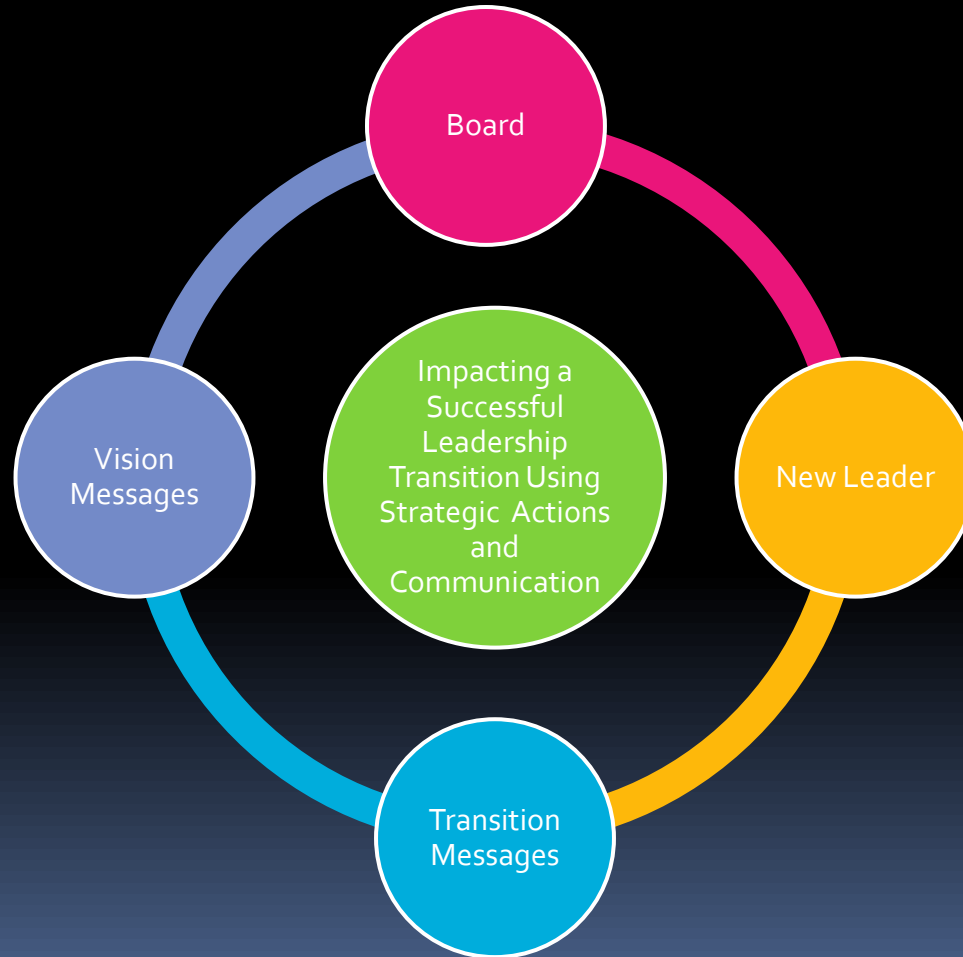 Board
Impacting a
Successful
Leadership
Transition Using
Strategic Actions
and
Communication
Vision
Messages
New Leader
Transition
Messages